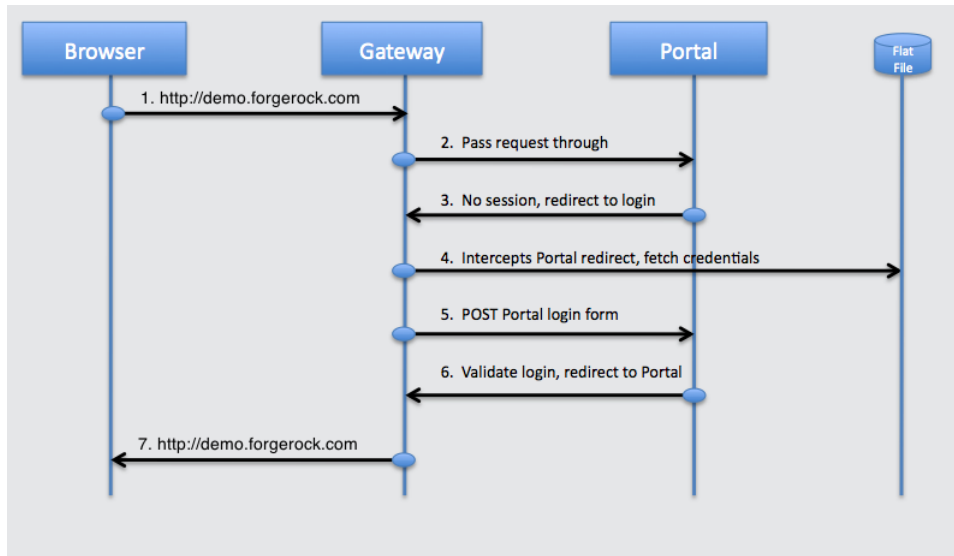 Browser
Gateway
Portal
Flat
File
1. http://demo.forgerock.com
2. Pass request through
3. No session, redirect to login
4. Intercepts Portal redirect, fetch credentials
5. POST Portal login form
6. Validate login, redirect to Portal
7. http://demo.forgerock.com